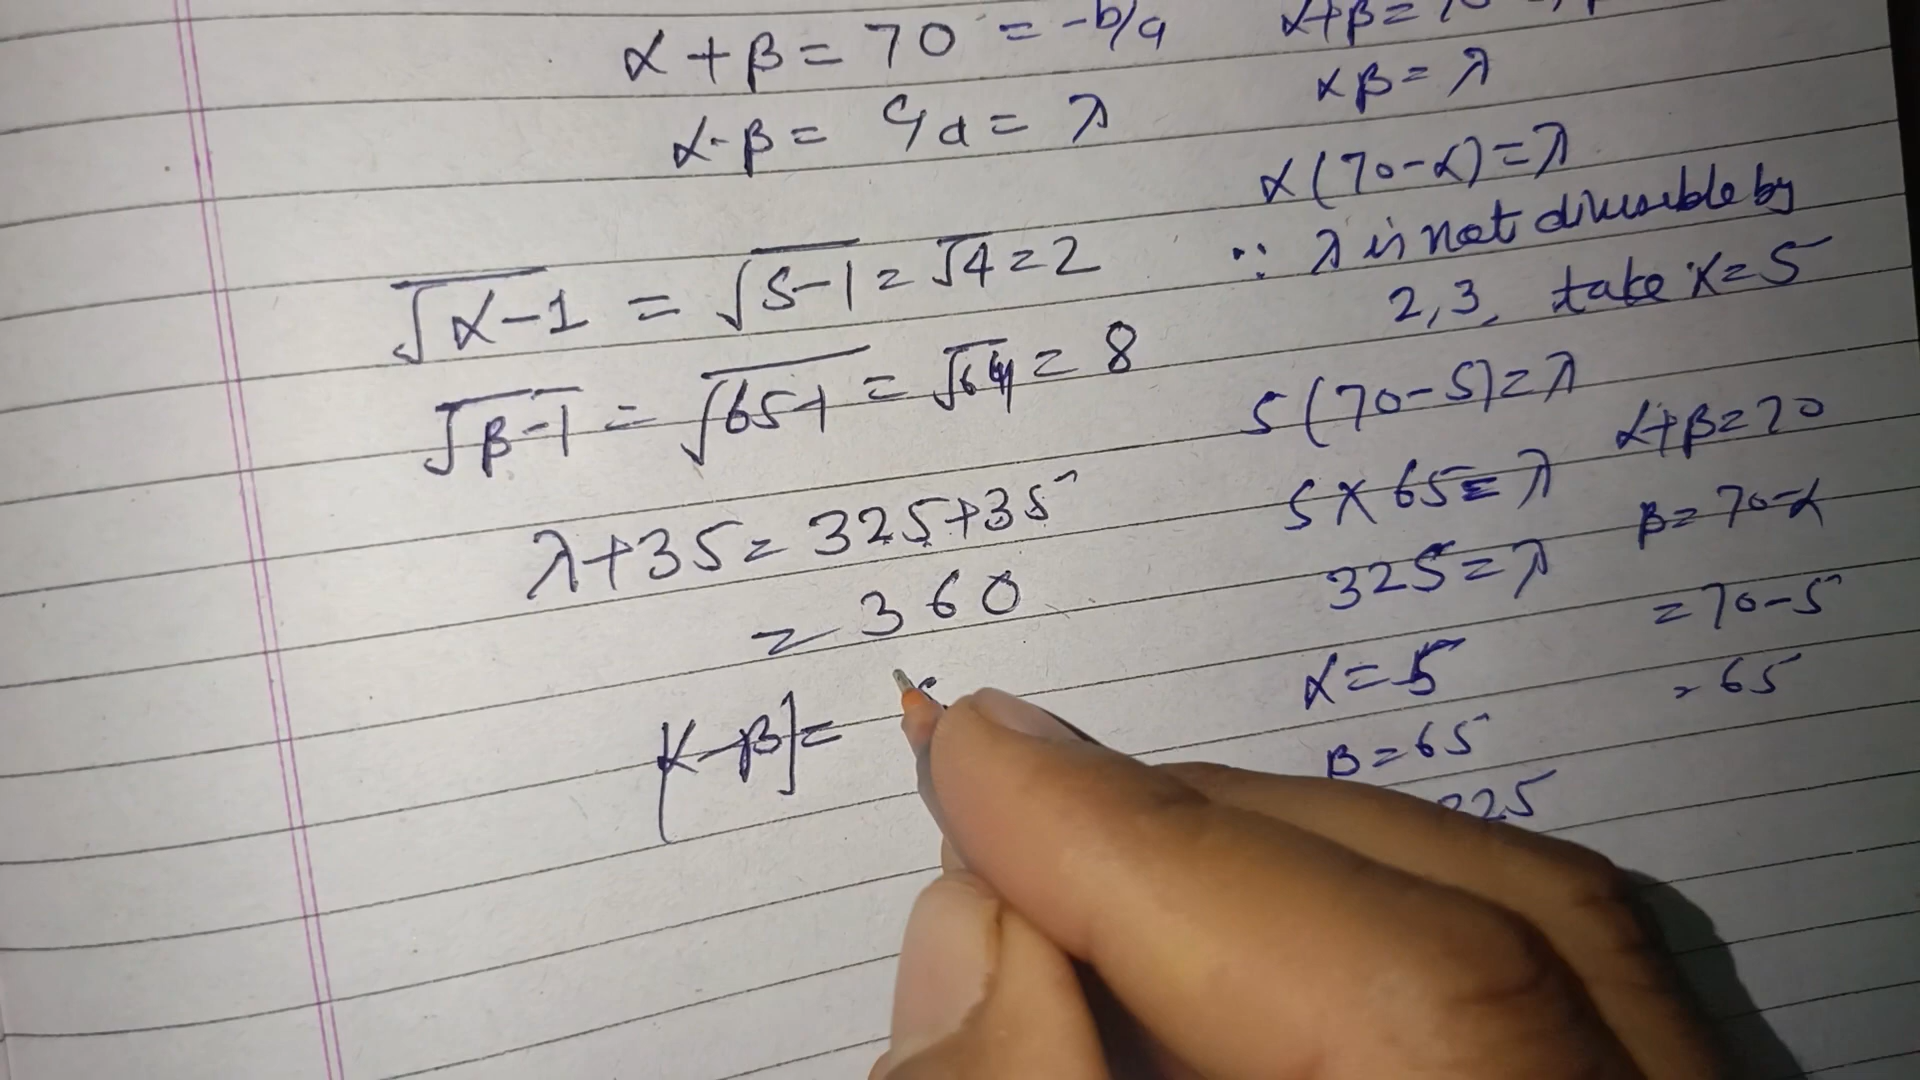 α + β = 70 = -b/a
α·β = c/a = λ
√α-1 = √5-1 = √4 = 2
√β-1 = √65-1 = √64 = 8
λ+35 = 325+35
= 360
|α-β| =
α+β =
αβ = λ
α(70-α) = λ
∵ λ is not divisible by
2,3, take α = 5
5(70-5) = λ
5 × 65 = λ
325 = λ
α = 5
β = 65
325
α+β = 70
β = 70-α
= 70-5
= 65